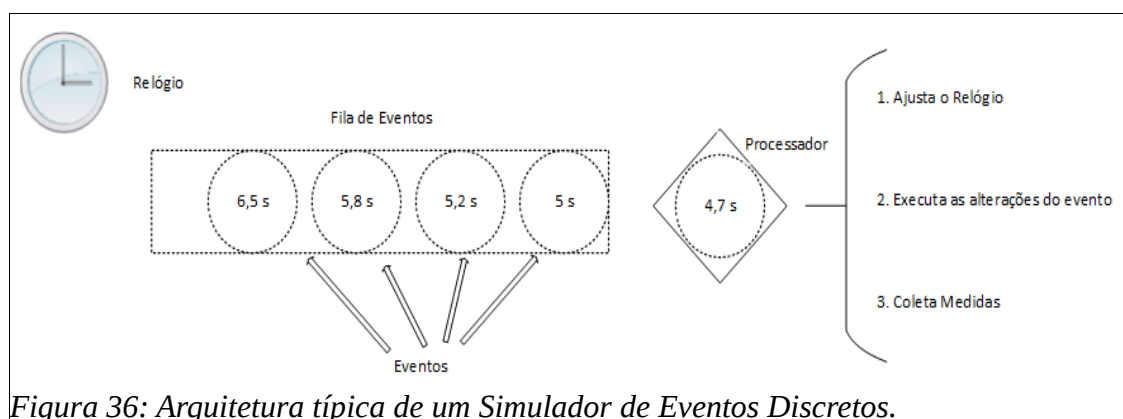 Relógio
Fila de Eventos
Processador
6,5 s
5,8 s
5,2 s
5 s
4,7 s
1. Ajusta o Relógio
2. Executa as alterações do evento
3. Coleta Medidas
Eventos
Figura 36: Arquitetura típica de um Simulador de Eventos Discretos.